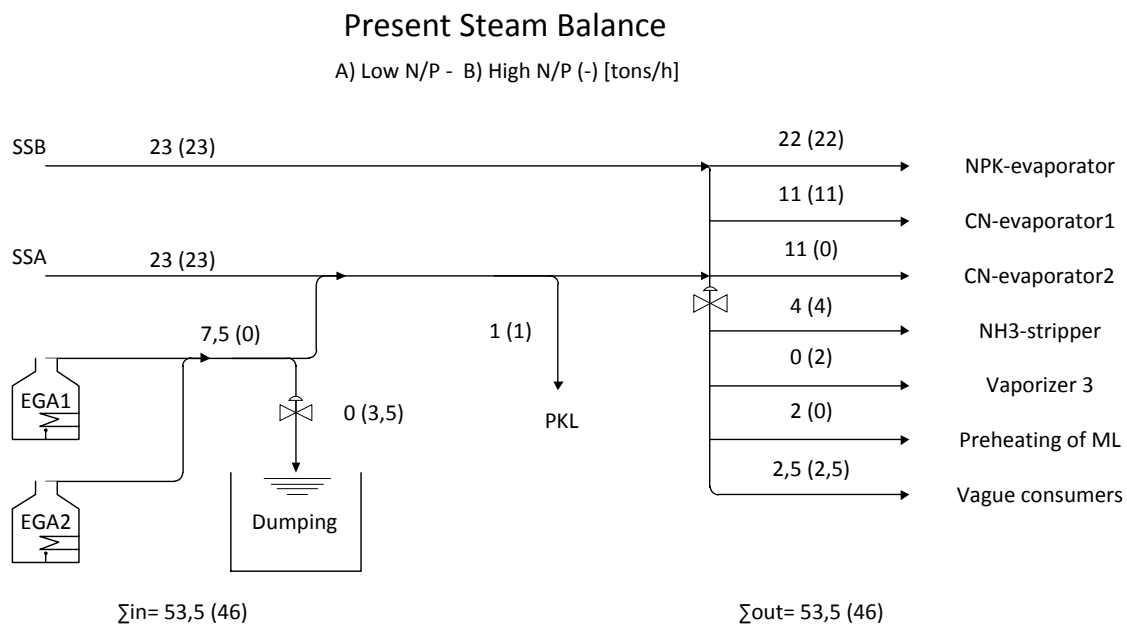 Present Steam Balance
A) Low N/P - B) High N/P (-) [tons/h]
SSB
23 (23)
22 (22)
NPK-evaporator
11 (11)
CN-evaporator1
SSA
23 (23)
11 (0)
CN-evaporator2
7,5 (0)
1 (1)
4 (4)
NH3-stripper
0 (2)
Vaporizer 3
EGA1
0 (3,5)
PKL
2 (0)
Preheating of ML
2,5 (2,5)
Vague consumers
EGA2
Dumping
∑in= 53,5 (46)
∑out= 53,5 (46)